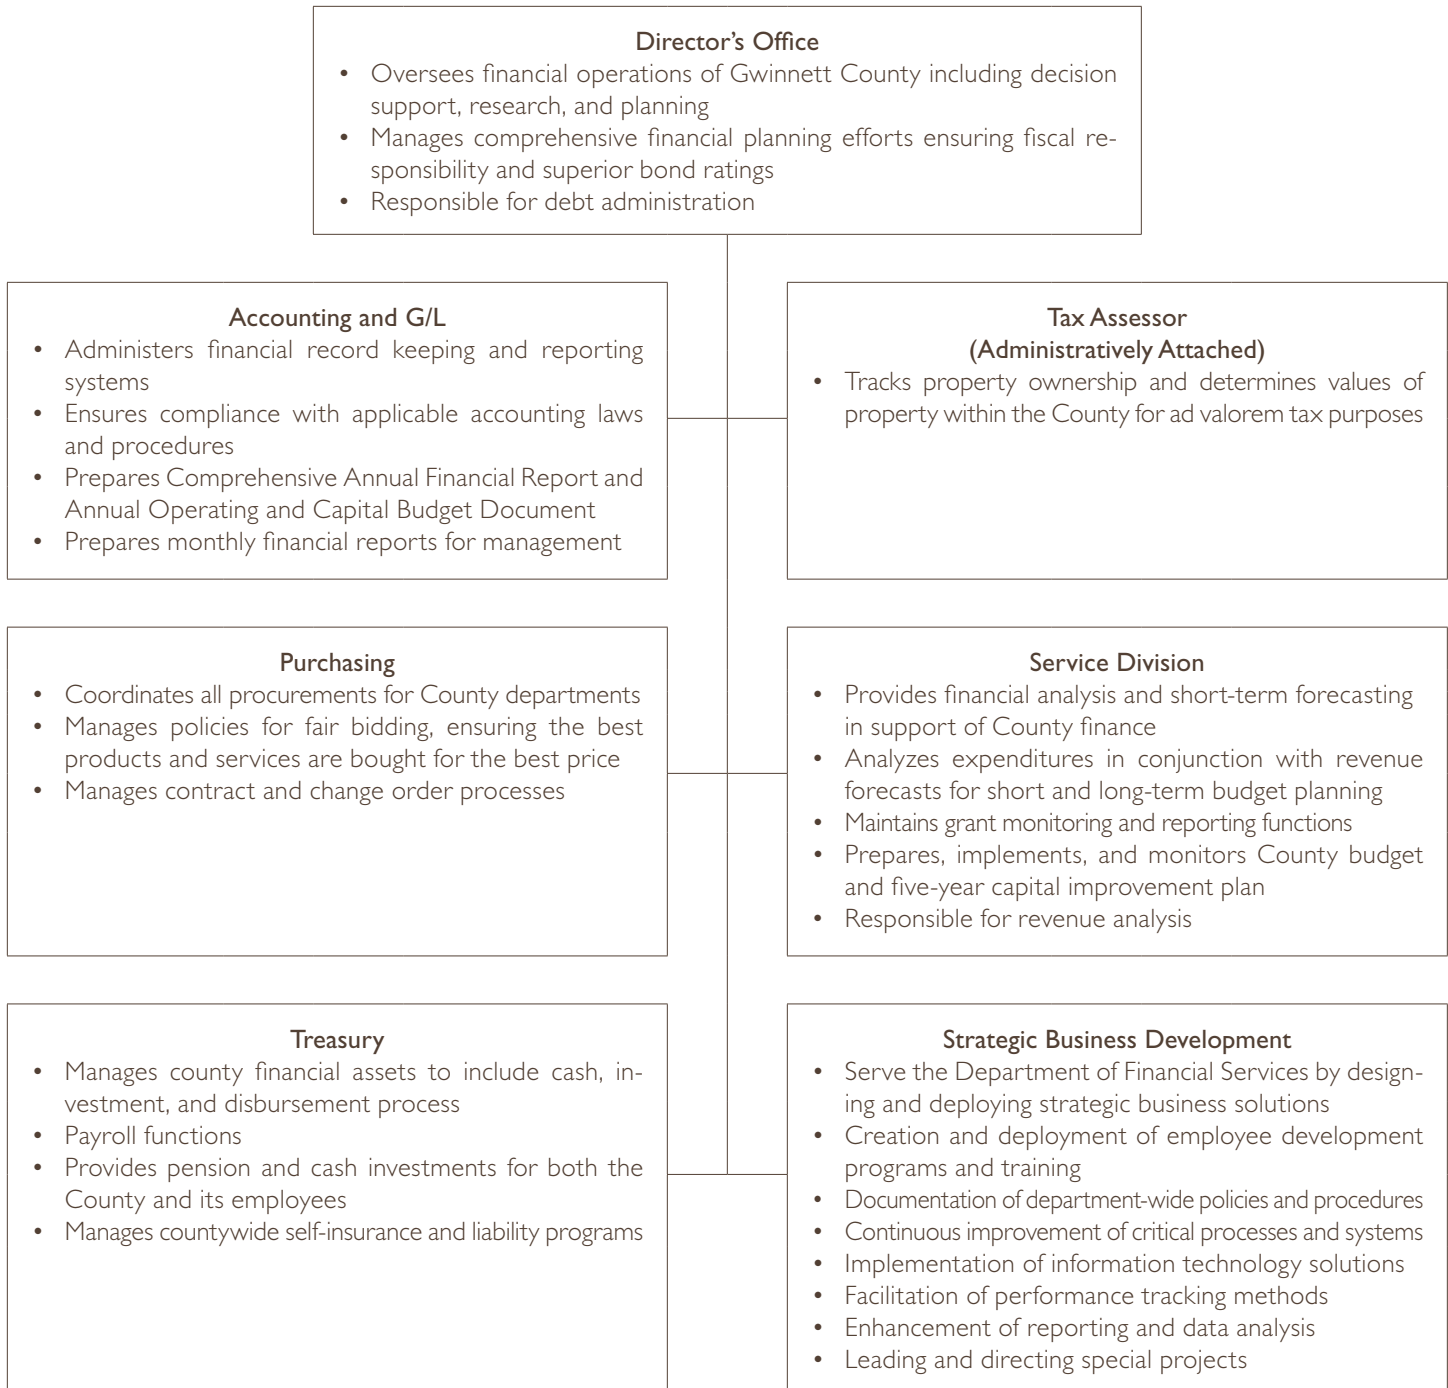 Director’s Office
• Oversees financial operations of Gwinnett County including decision
support, research, and planning
• Manages comprehensive financial planning efforts ensuring fiscal re-
sponsibility and superior bond ratings
• Responsible for debt administration
Accounting and G/L
• Administers financial record keeping and reporting
systems
• Ensures compliance with applicable accounting laws
and procedures
• Prepares Comprehensive Annual Financial Report and
Annual Operating and Capital Budget Document
• Prepares monthly financial reports for management
Tax Assessor
(Administratively Attached)
• Tracks property ownership and determines values of
property within the County for ad valorem tax purposes
Purchasing
• Coordinates all procurements for County departments
• Manages policies for fair bidding, ensuring the best
products and services are bought for the best price
• Manages contract and change order processes
Service Division
• Provides financial analysis and short-term forecasting
in support of County finance
• Analyzes expenditures in conjunction with revenue
forecasts for short and long-term budget planning
• Maintains grant monitoring and reporting functions
• Prepares, implements, and monitors County budget
and five-year capital improvement plan
• Responsible for revenue analysis
Treasury
• Manages county financial assets to include cash, in-
vestment, and disbursement process
• Payroll functions
• Provides pension and cash investments for both the
County and its employees
• Manages countywide self-insurance and liability programs
Strategic Business Development
• Serve the Department of Financial Services by design-
ing and deploying strategic business solutions
• Creation and deployment of employee development
programs and training
• Documentation of department-wide policies and procedures
• Continuous improvement of critical processes and systems
• Implementation of information technology solutions
• Facilitation of performance tracking methods
• Enhancement of reporting and data analysis
• Leading and directing special projects